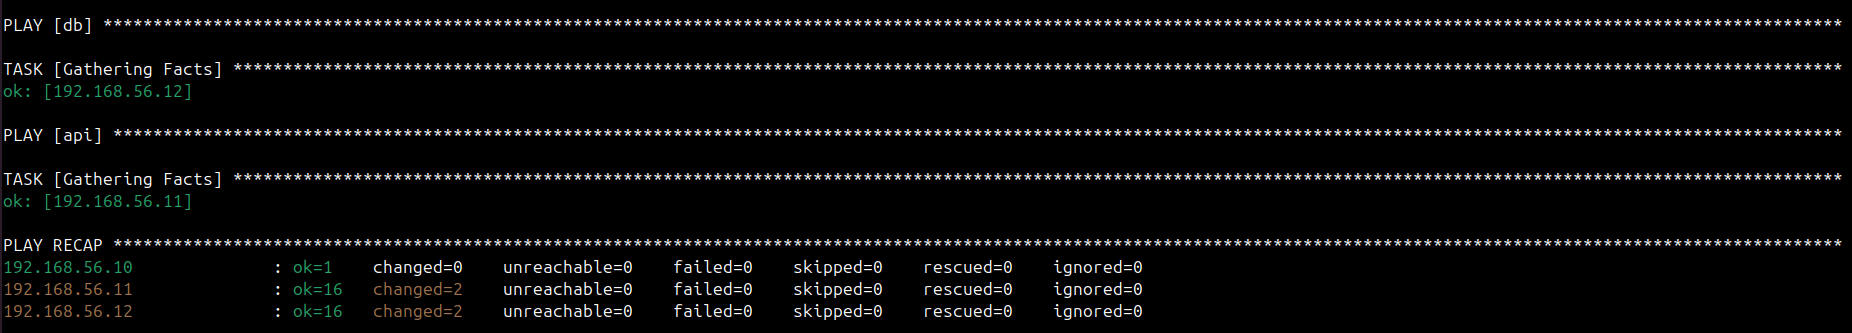 PLAY [db] ******************************************************************************************************************************************************************************
TASK [Gathering Facts] *****************************************************************************************************************************************************************
ok: [192.168.56.12]
PLAY [api] *****************************************************************************************************************************************************************************
TASK [Gathering Facts] *****************************************************************************************************************************************************************
ok: [192.168.56.11]
PLAY RECAP *****************************************************************************************************************************************************************************
192.168.56.10              : ok=1    changed=0    unreachable=0    failed=0    skipped=0    rescued=0    ignored=0
192.168.56.11              : ok=16   changed=2    unreachable=0    failed=0    skipped=0    rescued=0    ignored=0
192.168.56.12              : ok=16   changed=2    unreachable=0    failed=0    skipped=0    rescued=0    ignored=0